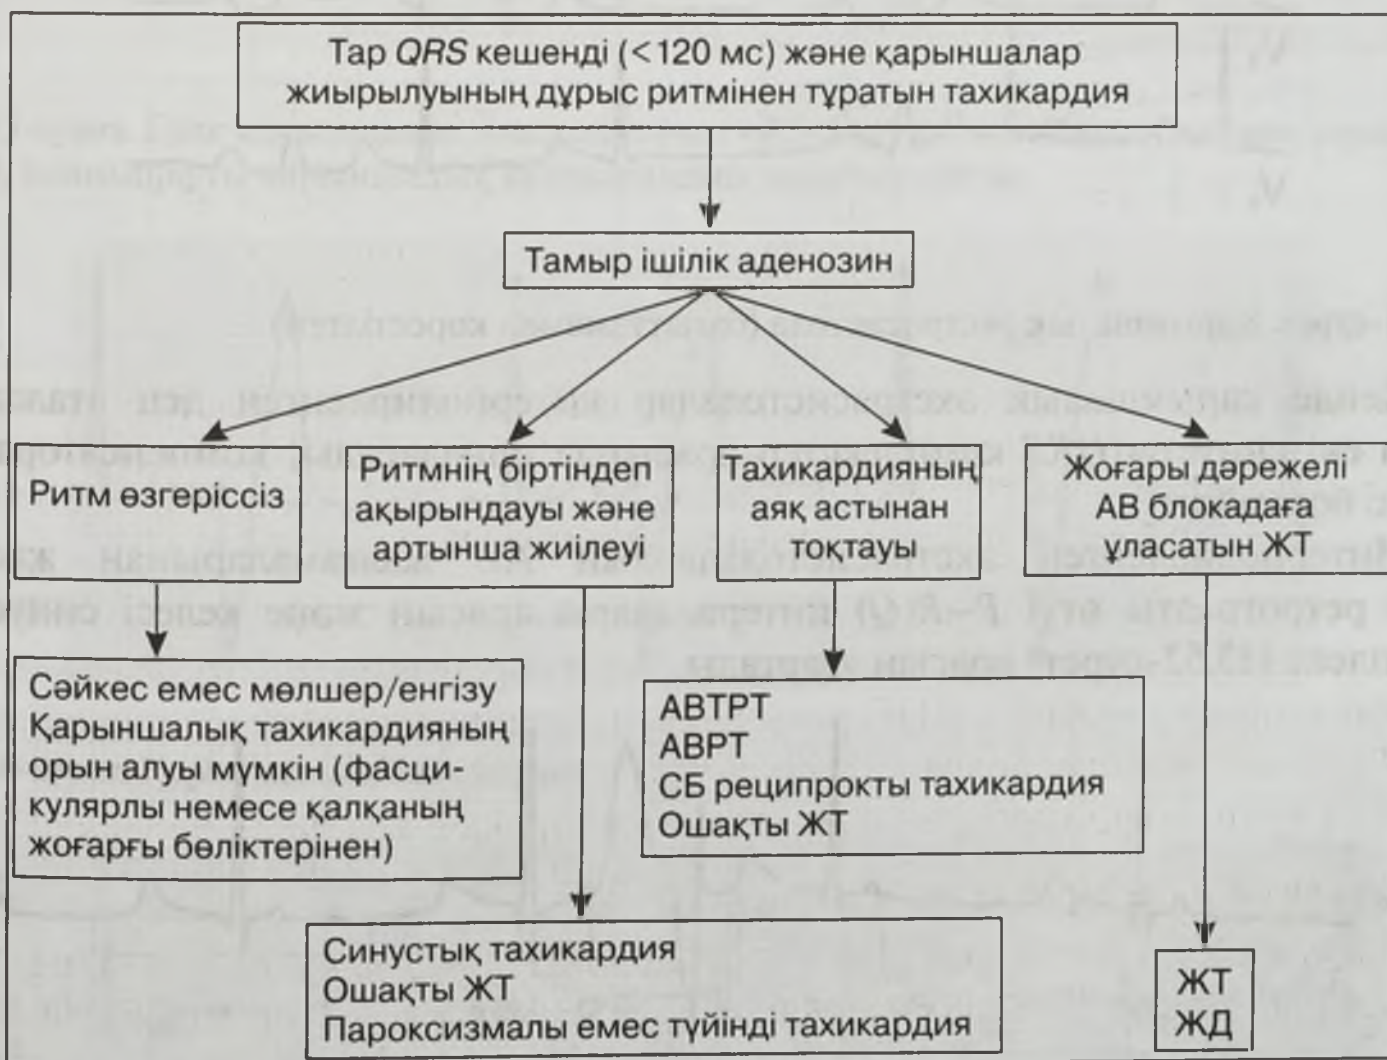 Тар QRS кешенді (<120 мс) және қарыншалар
жиырылуының дұрыс ритмінен тұратын тахикардия
Тамыр ішілік аденозин
Ритм өзгеріссіз
Ритмнің біртіндеп
ақырындауы және
артынша жиілеуі
Тахикардияның
аяқ астынан
тоқтауы
Жоғары дәрежелі
АВ блокадаға
ұласатын ЖТ
Сәйкес емес мөлшер/енгізу
Қарыншалық тахикардияның
орын алуы мүмкін (фасци-
кулярлы немесе қалқаның
жоғарғы бөліктерінен)
АВТРТ
АВРТ
СБ реципрокты тахикардия
Ошақты ЖТ
Синустық тахикардия
Ошақты ЖТ
Пароксизмалы емес түйінді тахикардия
ЖТ
ЖД